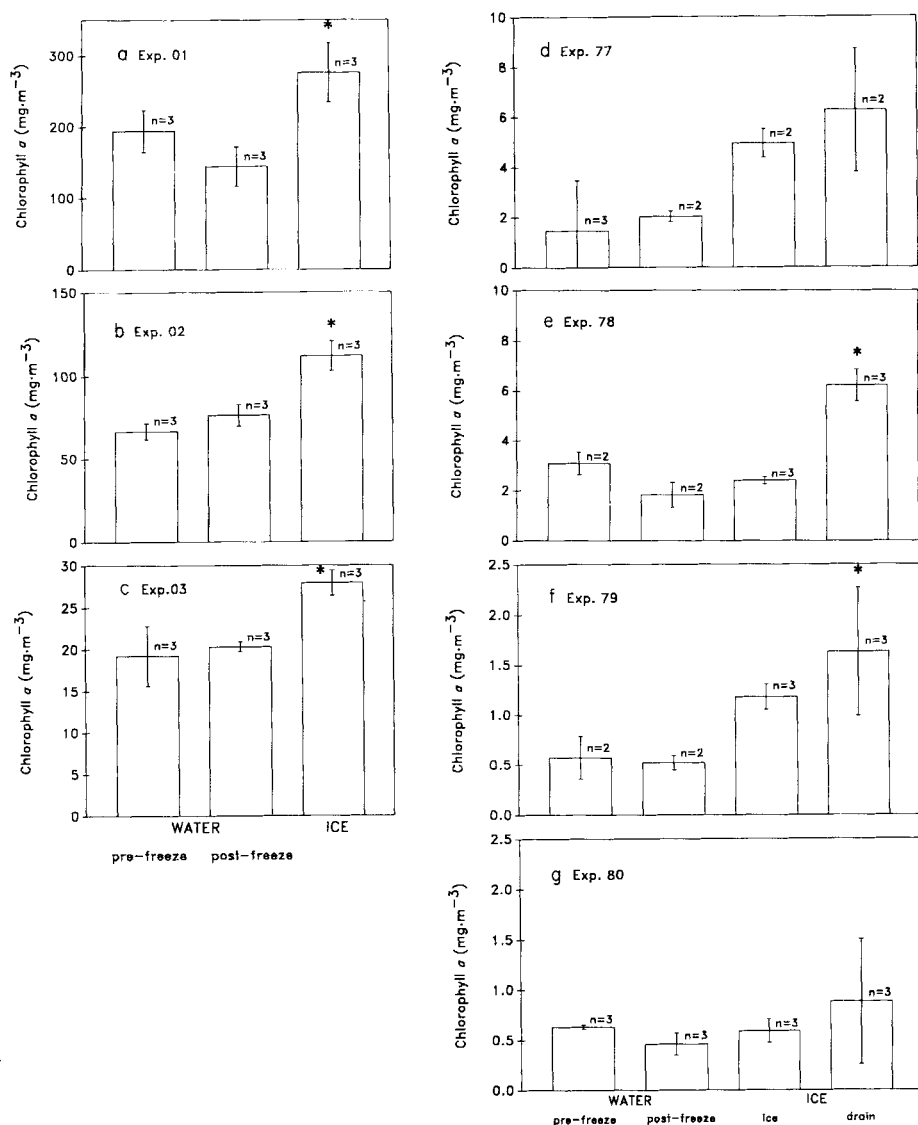 a Exp. 01
Chlorophyll a (mg·m⁻³)
300
200
100
0
n=3
n=3
*
n=3
b Exp. 02
Chlorophyll a (mg·m⁻³)
150
100
50
0
n=3
n=3
*
n=3
c Exp.03
Chlorophyll a (mg·m⁻³)
30
25
20
15
10
5
0
n=3
n=3
*
n=3
WATER ICE
pre-freeze post-freeze
d Exp. 77
Chlorophyll a (mg·m⁻³)
10
8
6
4
2
0
n=3
n=2
n=2
n=2
e Exp. 78
Chlorophyll a (mg·m⁻³)
10
8
6
4
2
0
n=2
n=2
n=3
*
n=3
f Exp. 79
Chlorophyll a (mg·m⁻³)
2.5
2.0
1.5
1.0
0.5
0.0
n=2
n=2
n=3
*
n=3
g Exp. 80
Chlorophyll a (mg·m⁻³)
2.5
2.0
1.5
1.0
0.5
0.0
n=3
n=3
n=3
n=3
WATER ICE
pre-freeze post-freeze ice drain